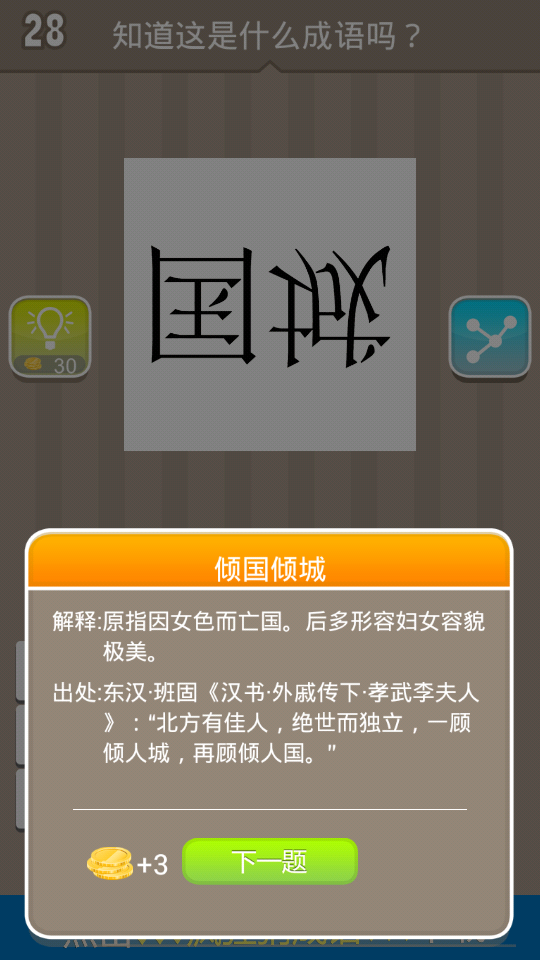 28
知道这是什么成语吗？
国城
30
倾国倾城
解释:原指因女色而亡国。后多形容妇女容貌
极美。
出处:东汉·班固《汉书·外戚传下·孝武李夫人
》：“北方有佳人，绝世而独立，一顾
倾人城，再顾倾人国。”
+3
下一题